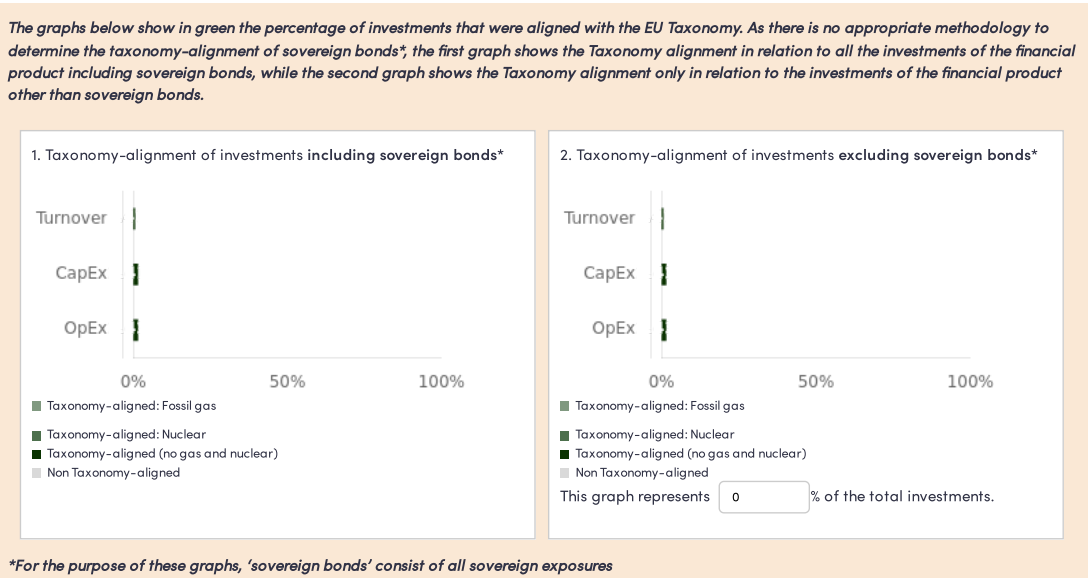 The graphs below show in green the percentage of investments that were aligned with the EU Taxonomy. As there is no appropriate methodology to
determine the taxonomy-alignment of sovereign bonds*, the first graph shows the Taxonomy alignment in relation to all the investments of the financial
product including sovereign bonds, while the second graph shows the Taxonomy alignment only in relation to the investments of the financial product
other than sovereign bonds.
1. Taxonomy-alignment of investments including sovereign bonds*
Turnover
CapEx
OpEx
0% 50% 100%
Taxonomy-aligned: Fossil gas
Taxonomy-aligned: Nuclear
Taxonomy-aligned (no gas and nuclear)
Non Taxonomy-aligned
2. Taxonomy-alignment of investments excluding sovereign bonds*
Turnover
CapEx
OpEx
0% 50% 100%
Taxonomy-aligned: Fossil gas
Taxonomy-aligned: Nuclear
Taxonomy-aligned (no gas and nuclear)
Non Taxonomy-aligned
This graph represents 0 % of the total investments.
*For the purpose of these graphs, ‘sovereign bonds’ consist of all sovereign exposures